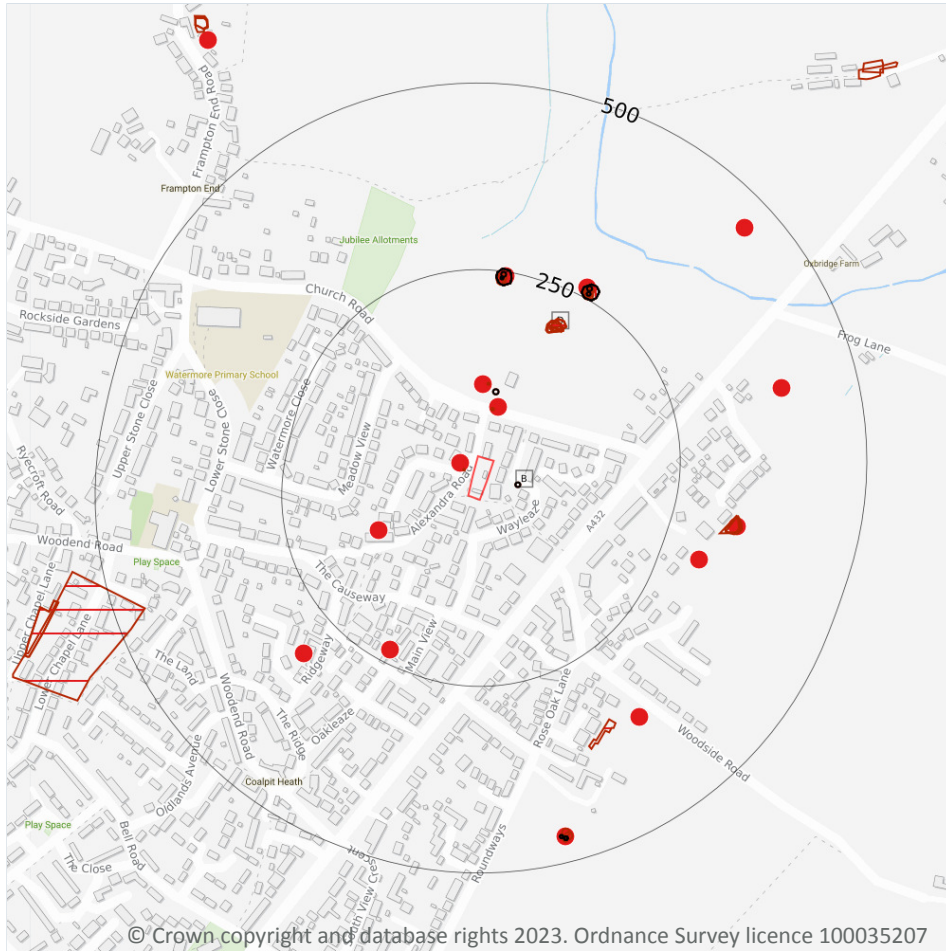 500
Frampton End Road
Frampton End
Jubilee Allotments
Oxbridge Farm
250
Church Road
Rockside Gardens
Frog Lane
Watermore Primary School
Upper Stone Close
Lower Stone Close
Watermore Close
Meadow View
Ryecroft Road
Alexandra Road
B
Wayleaze
A432
Woodend Road
Play Space
The Causeway
Upper Chapel Lane
Lower Chapel Lane
Main View
Ridgeway
The Land
Woodend Road
The Ridge
Oakleaze
Rose Oak Lane
Woodside Road
Coalpit Heath
Oldlands Avenue
Play Space
Bell Road
The Close
South View Crescent
Roundways
© Crown copyright and database rights 2023. Ordnance Survey licence 100035207